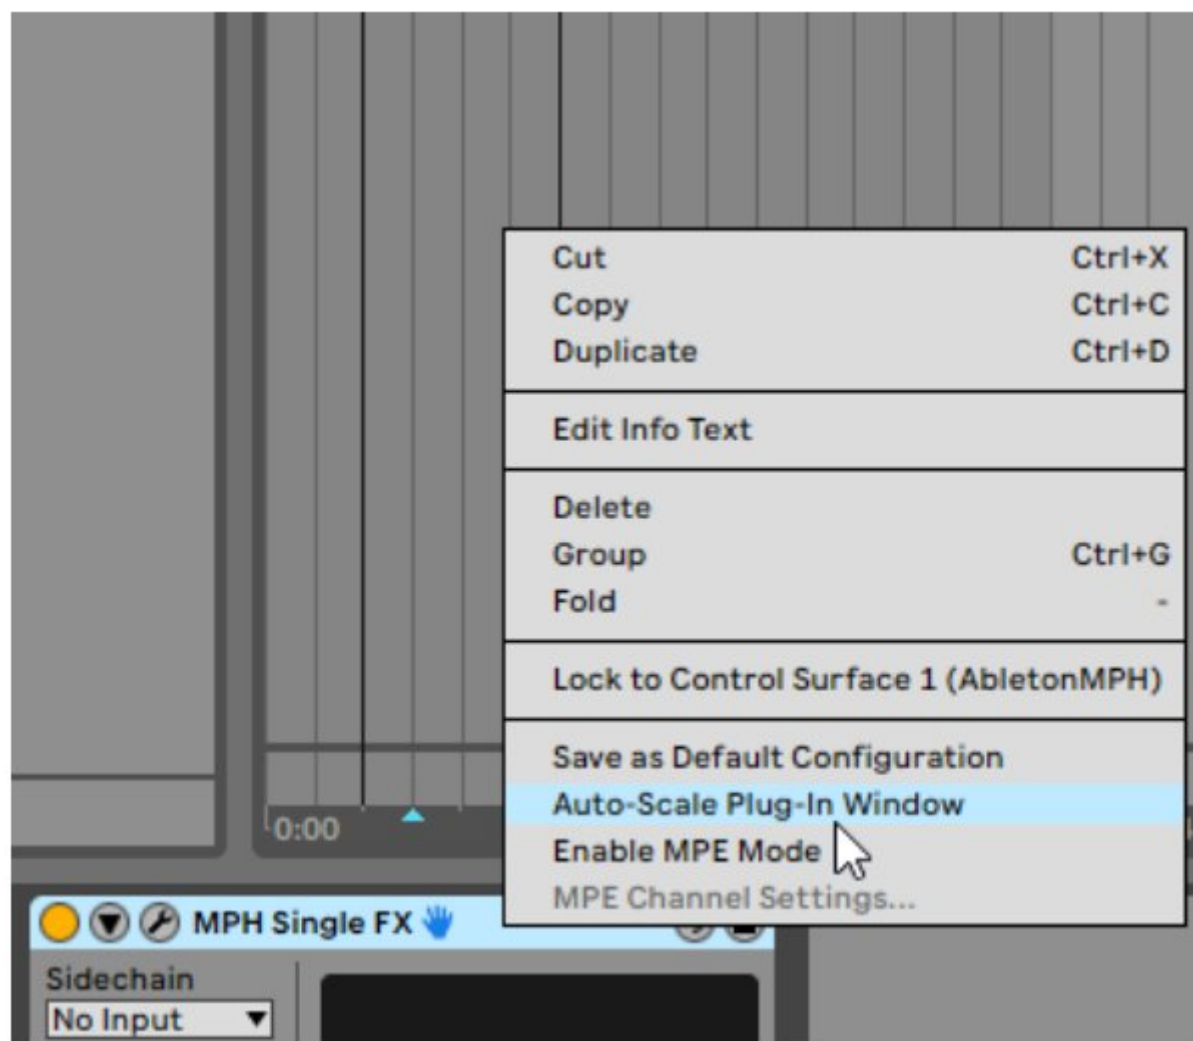 Cut Ctrl+X
Copy Ctrl+C
Duplicate Ctrl+D
Edit Info Text
Delete
Group Ctrl+G
Fold -
Lock to Control Surface 1 (AbletonMPH)
Save as Default Configuration
Auto-Scale Plug-In Window
Enable MPE Mode
MPE Channel Settings...
0:00
MPH Single FX
Sidechain
No Input